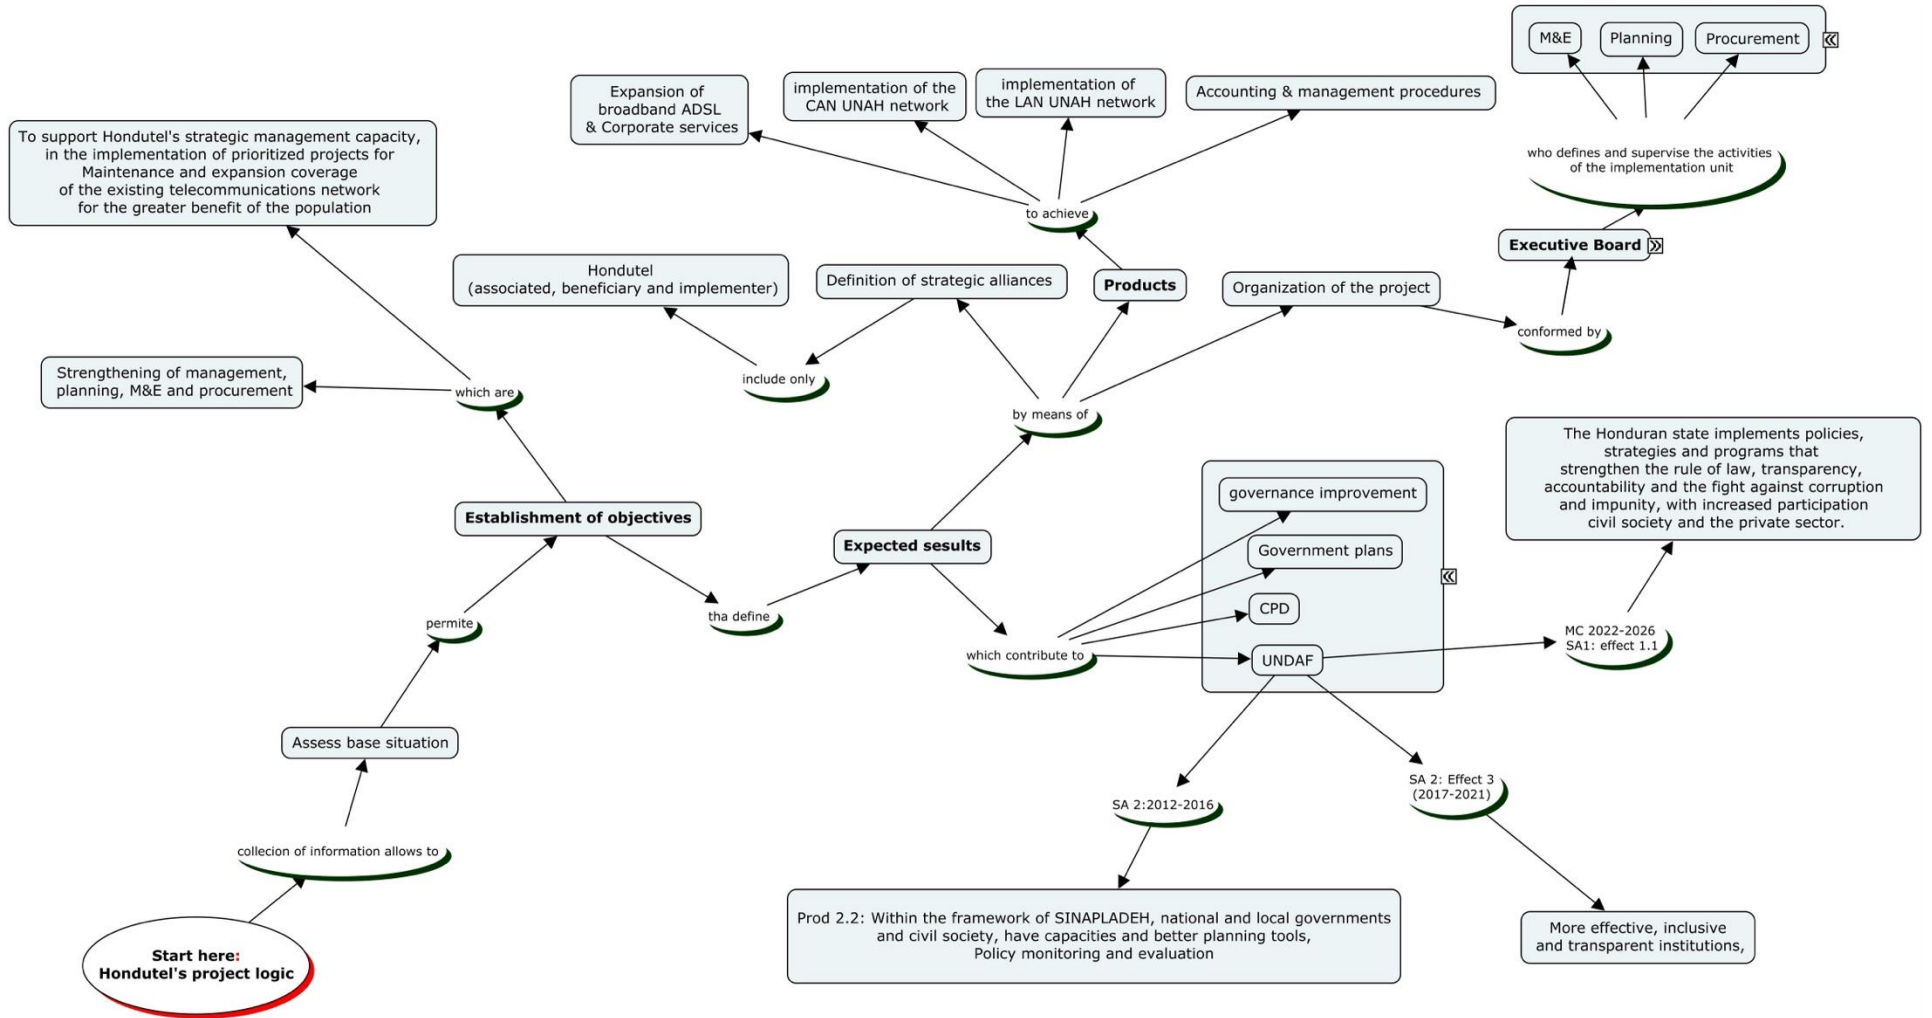 M&E
Planning
Procurement
Expansion of
broadband ADSL
& Corporate services
implementation of the
CAN UNAH network
implementation of
the LAN UNAH network
Accounting & management procedures
To support Hondutel's strategic management capacity,
in the implementation of prioritized projects for
Maintenance and expansion coverage
of the existing telecommunications network
for the greater benefit of the population
who defines and supervise the activities
of the implementation unit
to achieve
Executive Board
Hondutel
(associated, beneficiary and implementer)
Definition of strategic alliances
Products
Organization of the project
conformed by
Strengthening of management,
planning, M&E and procurement
which are
include only
by means of
The Honduran state implements policies,
strategies and programs that
strengthen the rule of law, transparency,
accountability and the fight against corruption
and impunity, with increased participation
civil society and the private sector.
governance improvement
Establishment of objectives
Expected sesults
Government plans
CPD
permite
tha define
which contribute to
UNDAF
MC 2022-2026
SA1: effect 1.1
Assess base situation
SA 2: Effect 3
(2017-2021)
SA 2:2012-2016
collecion of information allows to
Prod 2.2: Within the framework of SINAPLADEH, national and local governments
and civil society, have capacities and better planning tools,
Policy monitoring and evaluation
More effective, inclusive
and transparent institutions,
Start here:
Hondutel's project logic